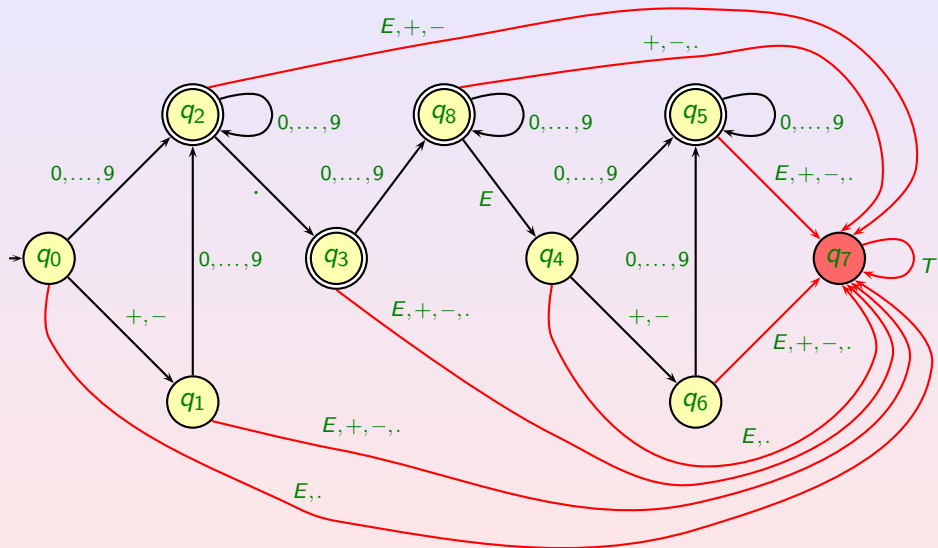 E,+,−
+,−,.
q2
q8
q5
0,...,9
0,...,9
0,...,9
0,...,9
.
0,...,9
E
0,...,9
E,+,−,.
q0
0,...,9
q3
q4
0,...,9
q7
T
+,−
E,+,−,.
+,−
E,+,−,.
q1
q6
E,+,−,.
E,.
E,.